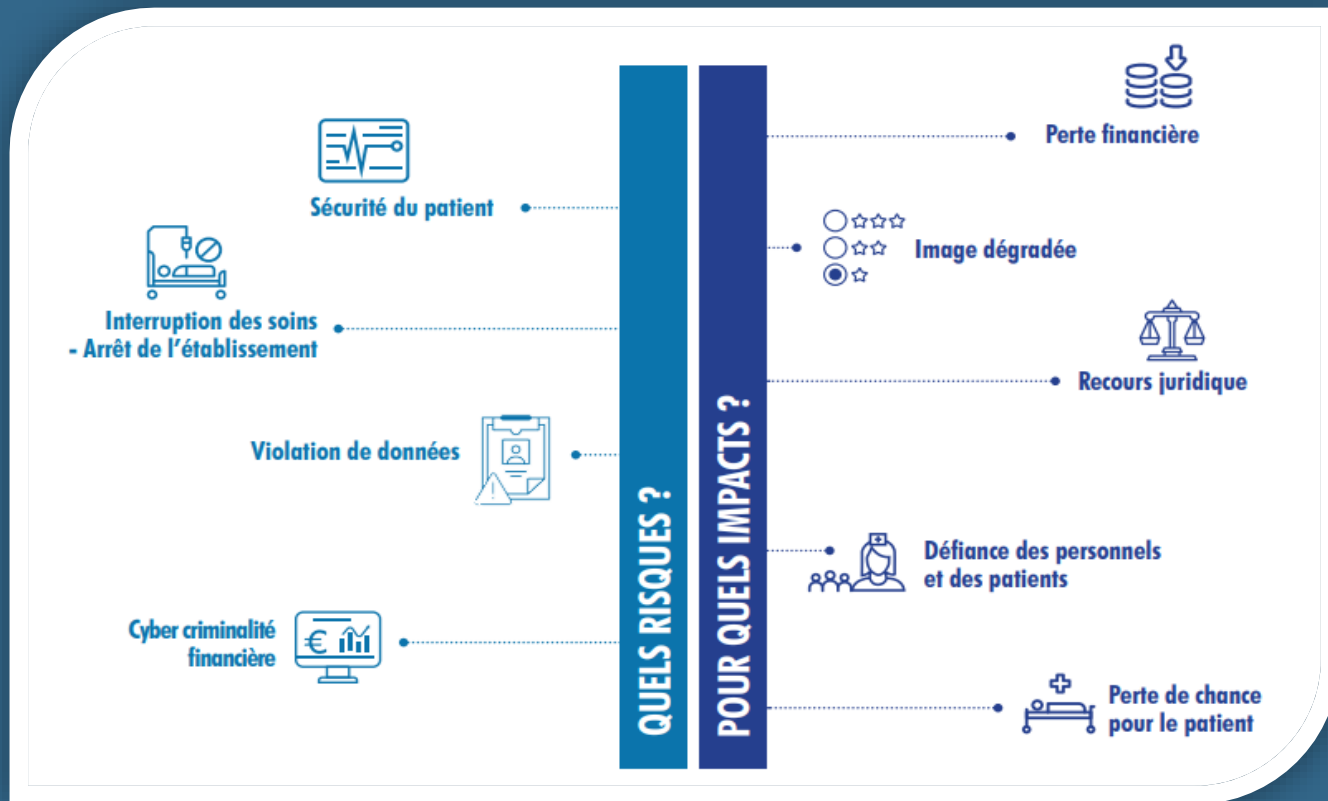 Sécurité du patient
Interruption des soins
- Arrêt de l'établissement
Violation de données
Cyber criminalité
financière
€
QUELS RISQUES ?
POUR QUELS IMPACTS ?
Perte financière
Image dégradée
Recours juridique
Défiance des personnels
et des patients
Perte de chance
pour le patient